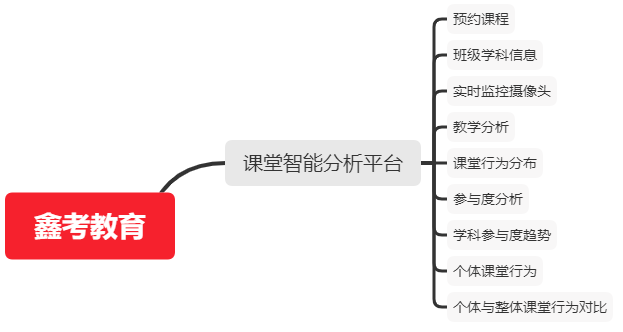 鑫考教育
课堂智能分析平台
预约课程
班级学科信息
实时监控摄像头
教学分析
课堂行为分布
参与度分析
学科参与度趋势
个体课堂行为
个体与整体课堂行为对比